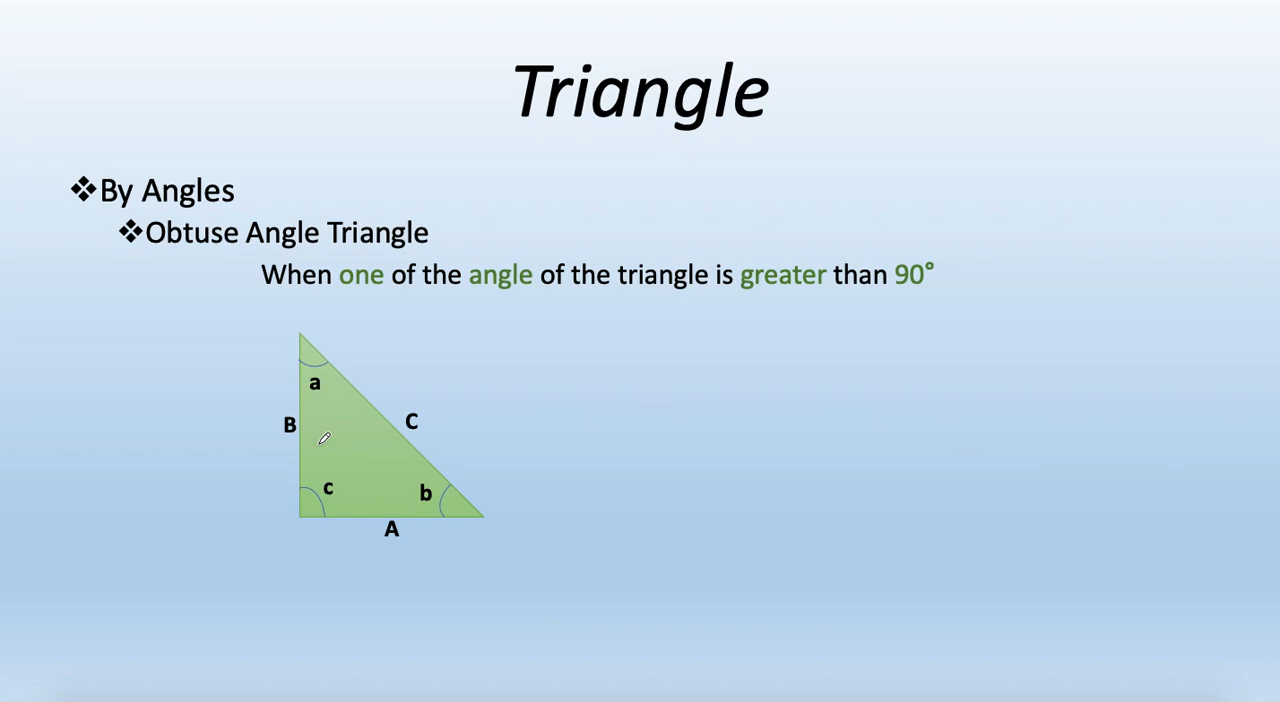 Triangle
❖By Angles
❖Obtuse Angle Triangle
When one of the angle of the triangle is greater than 90°
a
B
C
c
b
A